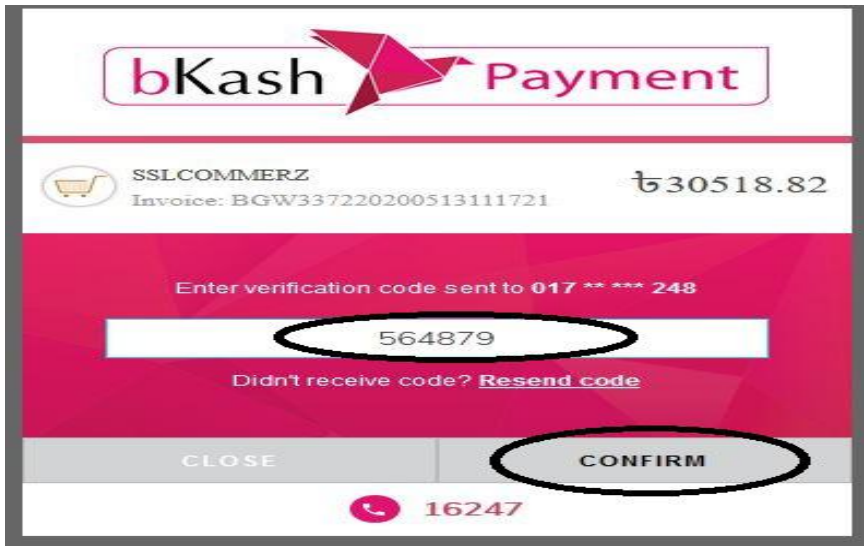 bKash Payment
SSLCOMMERZ
Invoice: BGW337220200513111721
৳30518.82
Enter verification code sent to 017 ** *** 248
564879
Didn't receive code? Resend code
CLOSE
CONFIRM
16247